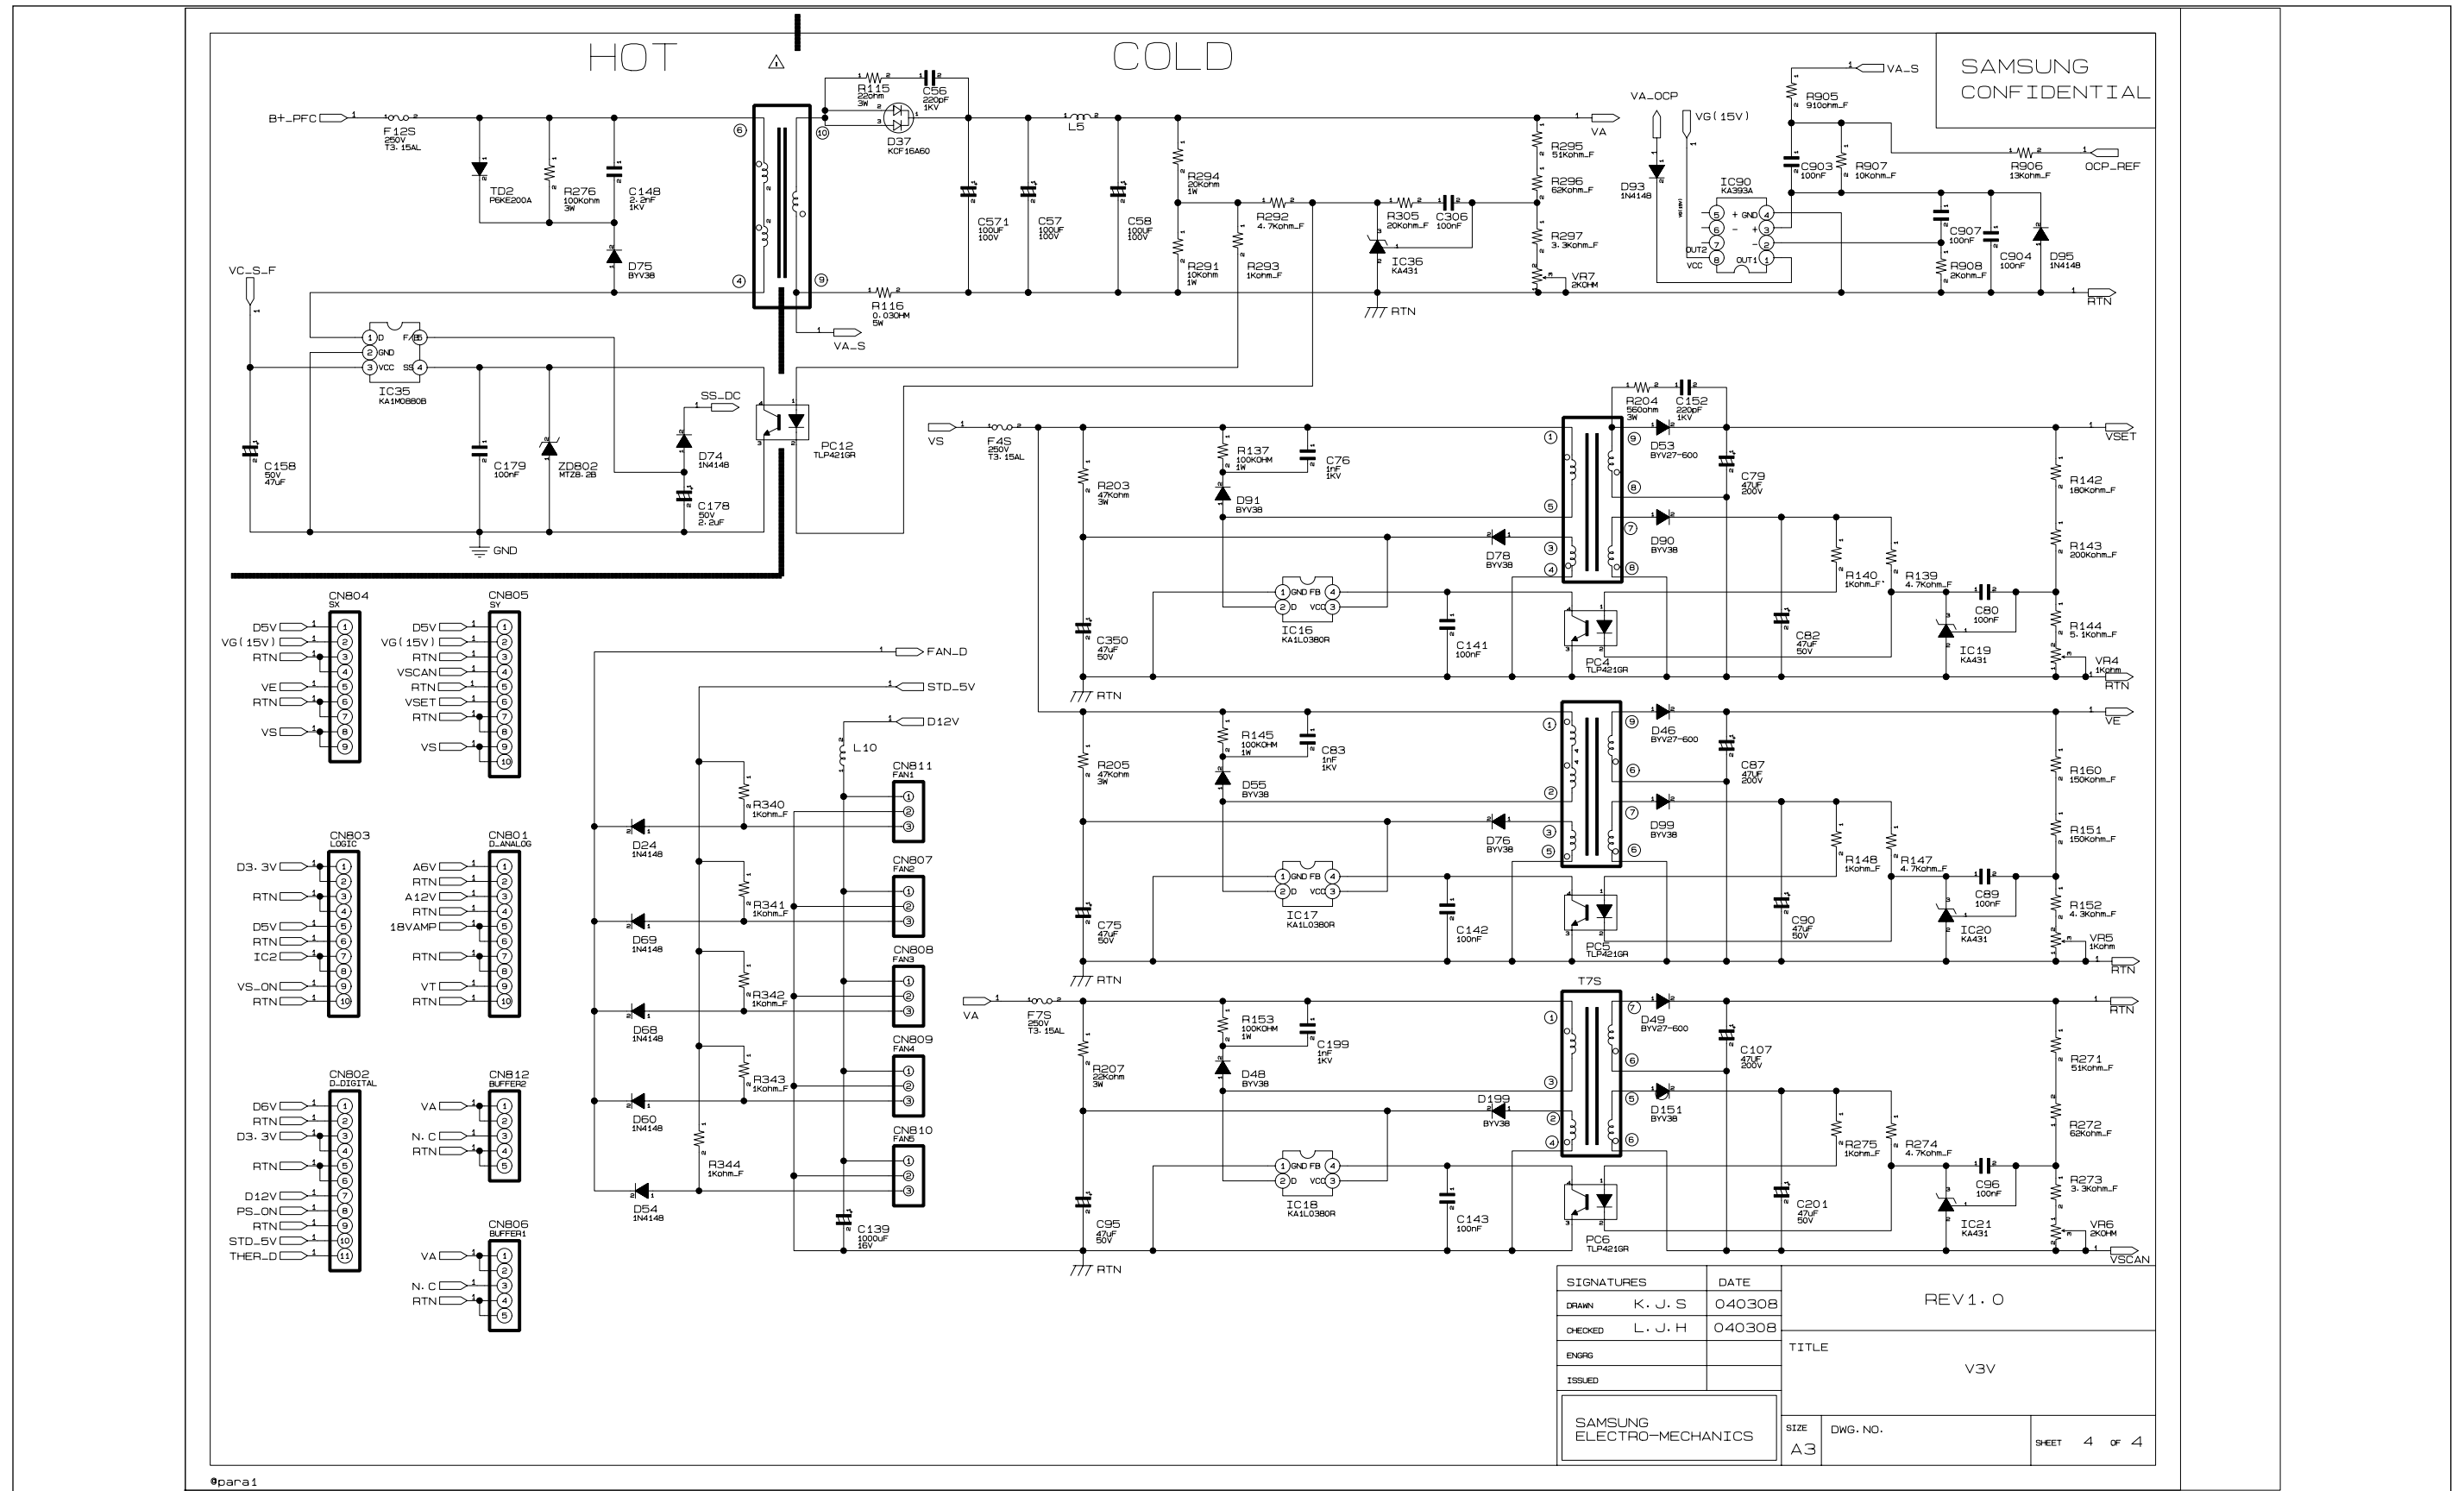 HOT
COLD
SAMSUNG
CONFIDENTIAL
B+_PFC
F12S
250V
T3.15AL
TD2
P6KE200A
R276
100Kohm
3W
C148
2.2nF
1KV
D75
BYV38
R115
22ohm
3W
C56
220pF
1KV
D37
KCF16A60
C571
100UF
100V
C57
100UF
100V
L5
C58
100UF
100V
R116
0.03OHM
5W
VA_S
R294
20Kohm
1W
R291
10Kohm
1W
R292
4.7Kohm_F
R293
1Kohm_F
R305
20Kohm_F
C306
100nF
IC36
KA431
RTN
R295
51Kohm_F
R296
62Kohm_F
R297
3.3Kohm_F
VR7
2KOHM
VA
VA_OCP
VG(15V)
D93
1N4148
IC90
KA393A
GND
OUT2
VCC
OUT1
VA_S
R905
910ohm_F
C903
100nF
R907
10Kohm_F
R906
13Kohm_F
OCP_REF
C907
100nF
R908
2Kohm_F
C904
100nF
D95
1N4148
RTN
VC_S_F
IC35
KA1M0880B
D
GND
VCC
SS
C158
50V
47uF
C179
100nF
ZD802
MTZ8.2B
SS_DC
D74
1N4148
C178
50V
2.2uF
PC12
TLP421GR
GND
VS
F4S
250V
T3.15AL
R203
47Kohm
3W
R137
100KOHM
1W
C76
1nF
1KV
D91
BYV38
D78
BYV38
R204
560ohm
3W
C152
220pF
1KV
D53
BYV27-600
D90
BYV38
C79
47UF
200V
VSET
R142
180Kohm_F
R143
200Kohm_F
R140
1Kohm_F
R139
4.7Kohm_F
C80
100nF
R144
5.1Kohm_F
VR4
1Kohm
IC19
KA431
C82
47uF
50V
PC4
TLP421GR
C141
100nF
IC16
KA1L0380R
GND FB
D VCC
C350
47uF
50V
RTN
RTN
R205
47Kohm
3W
R145
100KOHM
1W
C83
1nF
1KV
D55
BYV38
D76
BYV38
D46
BYV27-600
D99
BYV38
C87
47UF
200V
VE
R160
150Kohm_F
R151
150Kohm_F
R148
1Kohm_F
R147
4.7Kohm_F
C89
100nF
R152
4.3Kohm_F
VR5
1Kohm
IC20
KA431
C90
47uF
50V
PC5
TLP421GR
C142
100nF
IC17
KA1L0380R
GND FB
D VCC
C75
47uF
50V
RTN
RTN
VA
F7S
250V
T3.15AL
T7S
R207
22Kohm
3W
R153
100KOHM
1W
C199
1nF
1KV
D48
BYV38
D199
BYV38
D49
BYV27-600
D151
BYV38
C107
47UF
200V
RTN
R271
51Kohm_F
R272
62Kohm_F
R275
1Kohm_F
R274
4.7Kohm_F
C96
100nF
R273
3.3Kohm_F
VR6
2KOHM
IC21
KA431
C201
47uF
50V
PC6
TLP421GR
C143
100nF
IC18
KA1L0380R
GND FB
D VCC
C95
47uF
50V
RTN
VSCAN
CN804
SX
D5V
VG(15V)
RTN
VE
RTN
VS
CN805
SY
D5V
VG(15V)
RTN
VSCAN
RTN
VSET
RTN
VS
CN803
LOGIC
D3.3V
RTN
D5V
RTN
IC2
VS_ON
RTN
CN801
D_ANALOG
A6V
RTN
A12V
RTN
18VAMP
RTN
VT
RTN
CN802
D_DIGITAL
D6V
RTN
D3.3V
RTN
D12V
PS_ON
RTN
STD_5V
THER_D
CN812
BUFFER2
VA
N.C
RTN
CN806
BUFFER1
VA
N.C
RTN
FAN_D
STD_5V
D12V
L10
CN811
FAN1
R340
1Kohm_F
D24
1N4148
CN807
FAN2
R341
1Kohm_F
D69
1N4148
CN808
FAN3
R342
1Kohm_F
D68
1N4148
CN809
FAN4
R343
1Kohm_F
D60
1N4148
CN810
FAN5
R344
1Kohm_F
D54
1N4148
C139
1000uF
16V
SIGNATURES DATE
DRAWN K.J.S 040308
CHECKED L.J.H 040308
ENGRG
ISSUED
SAMSUNG
ELECTRO-MECHANICS
REV1.0
TITLE
V3V
SIZE
A3
DWG.NO.
SHEET 4 OF 4
@para1